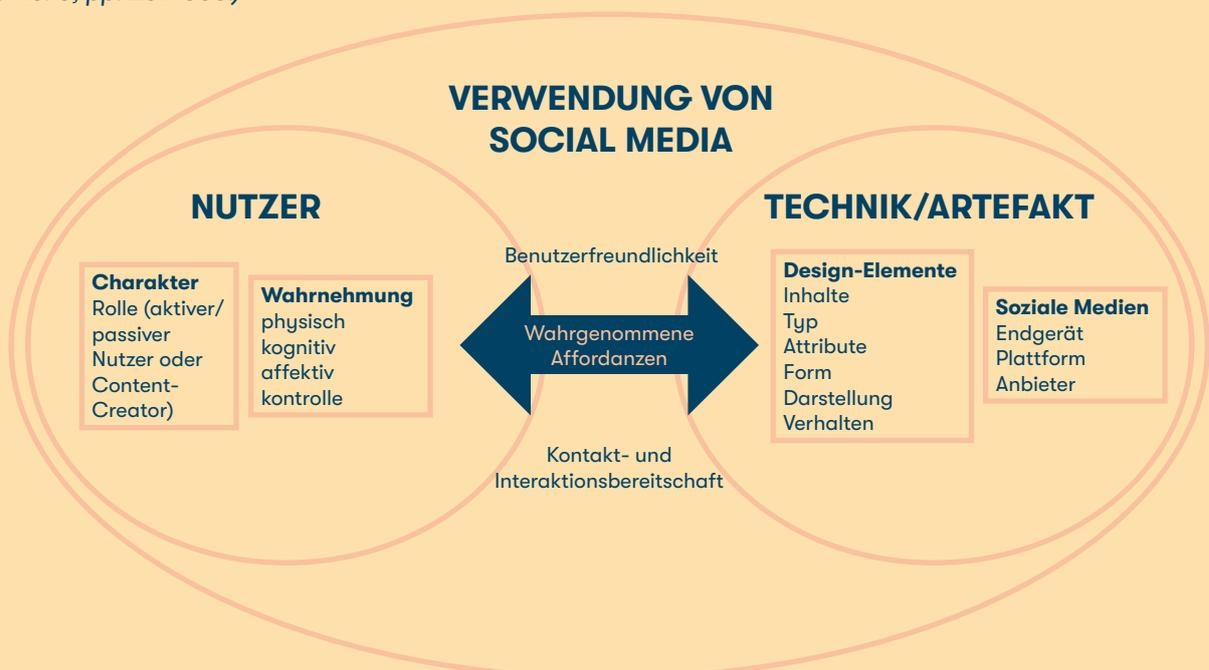 VERWENDUNG VON
SOCIAL MEDIA
NUTZER
Charakter
Rolle (aktiver/
passiver
Nutzer oder
Content-
Creator)
Wahrnehmung
physisch
kognitiv
affektiv
kontrolle
Benutzerfreundlichkeit
Wahrgenommene
Affordanzen
Kontakt- und
Interaktionsbereitschaft
TECHNIK/ARTEFAKT
Design-Elemente
Inhalte
Typ
Attribute
Form
Darstellung
Verhalten
Soziale Medien
Endgerät
Plattform
Anbieter